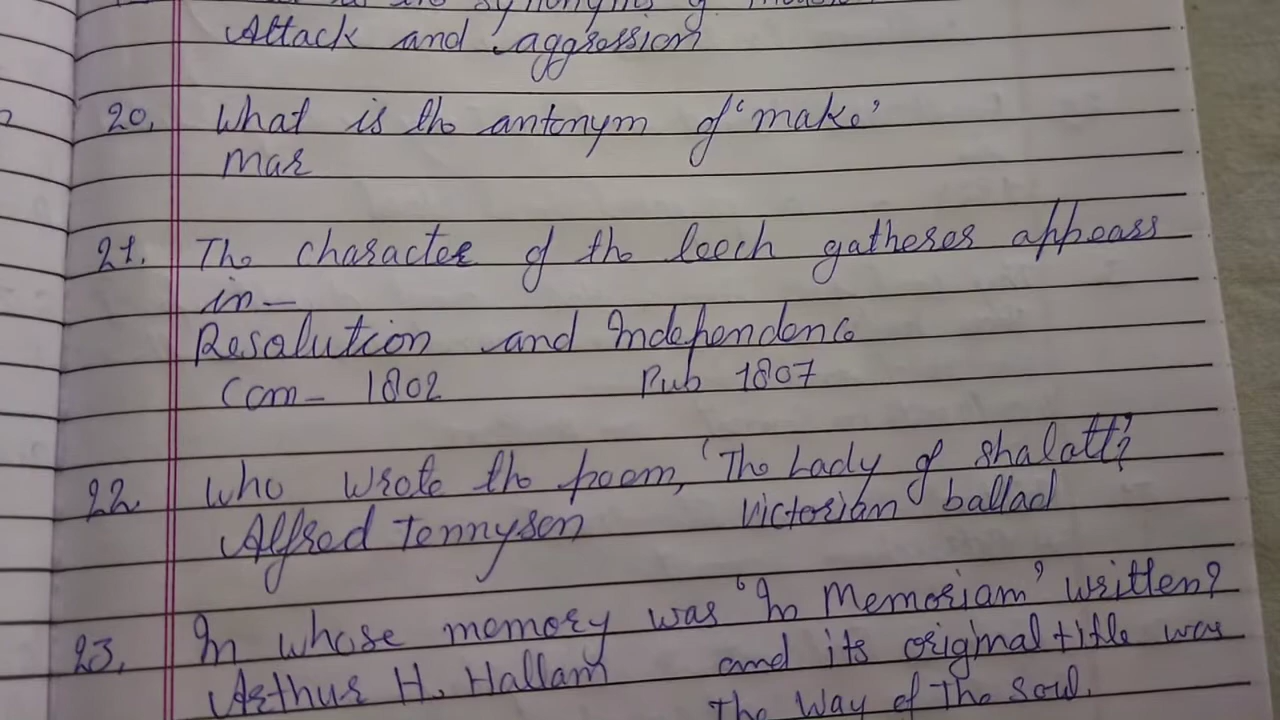 synonyms of
Attack and aggression
20. What is the antonym of 'make'
mar
21. The character of the leech gatherer appears
in-
Resolution and Independence
Com- 1802 Pub 1807
22. Who wrote the poem, 'The Lady of Shalott?
Alfred Tennyson Victorian ballad
23. In whose memory was 'In Memoriam' written?
Arthur H. Hallam and its original title was
The Way of The Soul.